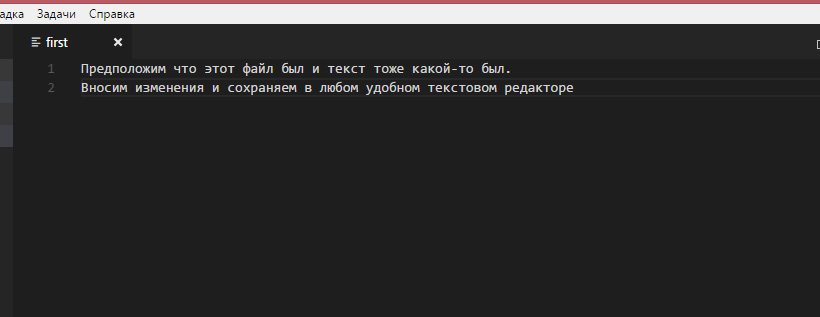 адка Задачи Справка
first
1 Предположим что этот файл был и текст тоже какой-то был.
2 Вносим изменения и сохраняем в любом удобном текстовом редакторе